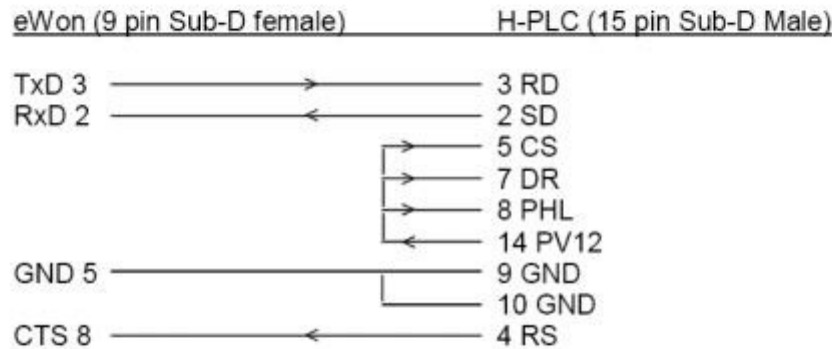 eWon (9 pin Sub-D female) H-PLC (15 pin Sub-D Male)
TxD 3 3 RD
RxD 2 2 SD
5 CS
7 DR
8 PHL
14 PV12
GND 5 9 GND
10 GND
CTS 8 4 RS